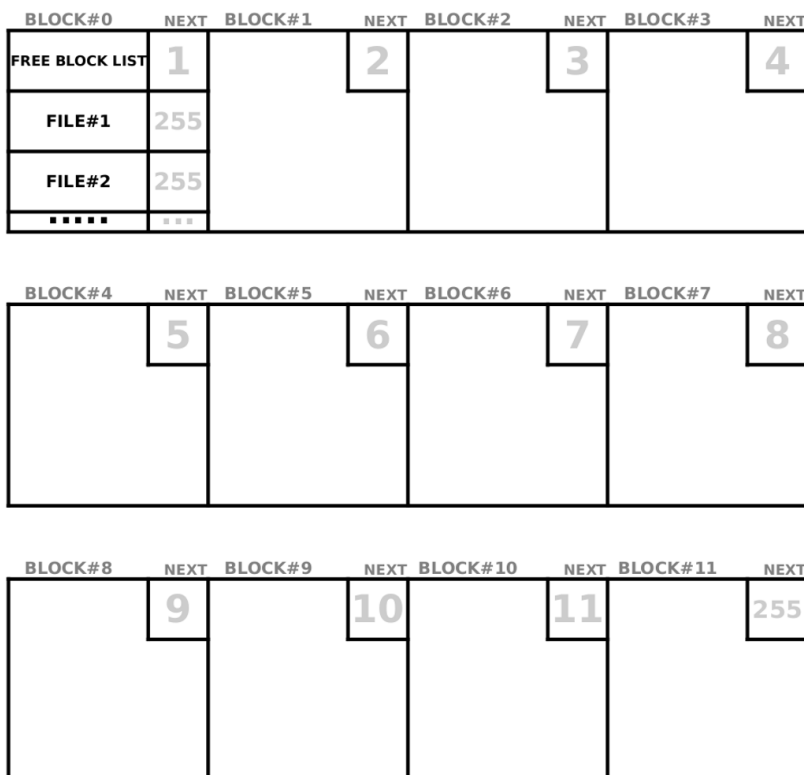 BLOCK#0 NEXT BLOCK#1 NEXT BLOCK#2 NEXT BLOCK#3 NEXT
FREE BLOCK LIST 1 2 3 4
FILE#1 255
FILE#2 255
..... ...
BLOCK#4 NEXT BLOCK#5 NEXT BLOCK#6 NEXT BLOCK#7 NEXT
5 6 7 8
BLOCK#8 NEXT BLOCK#9 NEXT BLOCK#10 NEXT BLOCK#11 NEXT
9 10 11 255